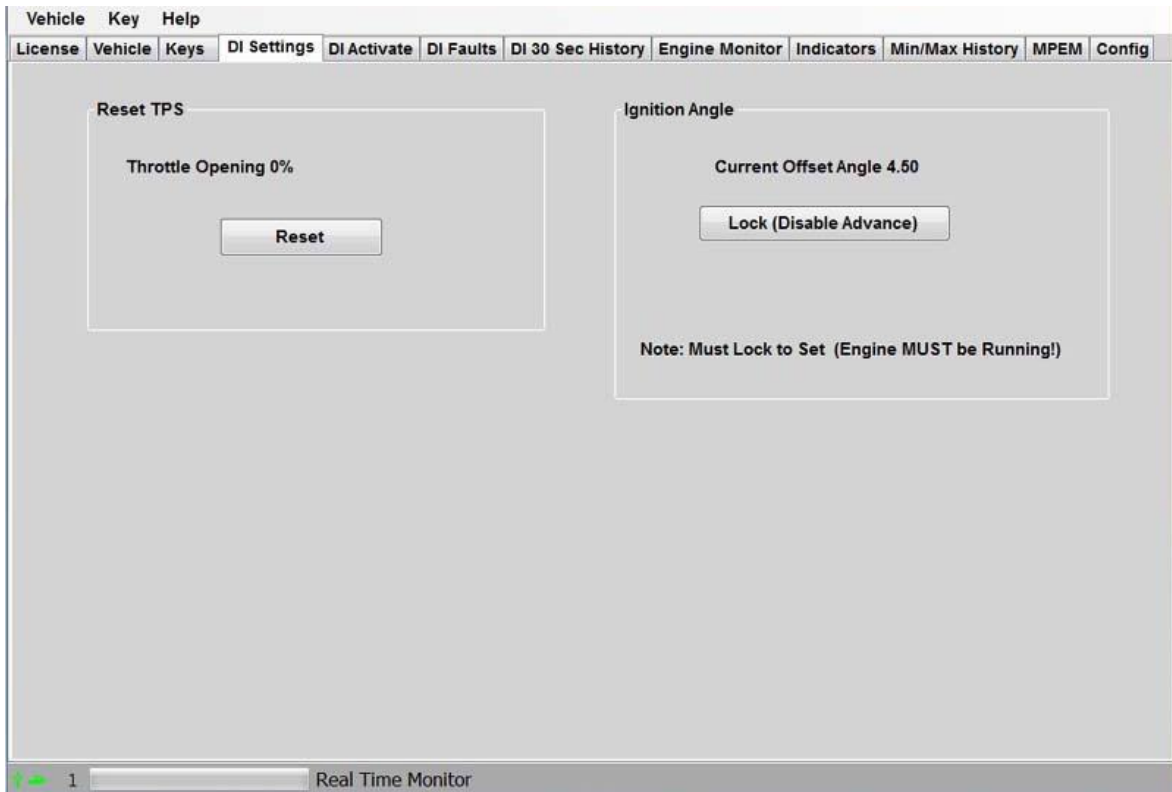 Vehicle Key Help
License Vehicle Keys DI Settings DI Activate DI Faults DI 30 Sec History Engine Monitor Indicators Min/Max History MPEM Config
Reset TPS
Throttle Opening 0%
Reset
Ignition Angle
Current Offset Angle 4.50
Lock (Disable Advance)
Note: Must Lock to Set (Engine MUST be Running!)
1 Real Time Monitor